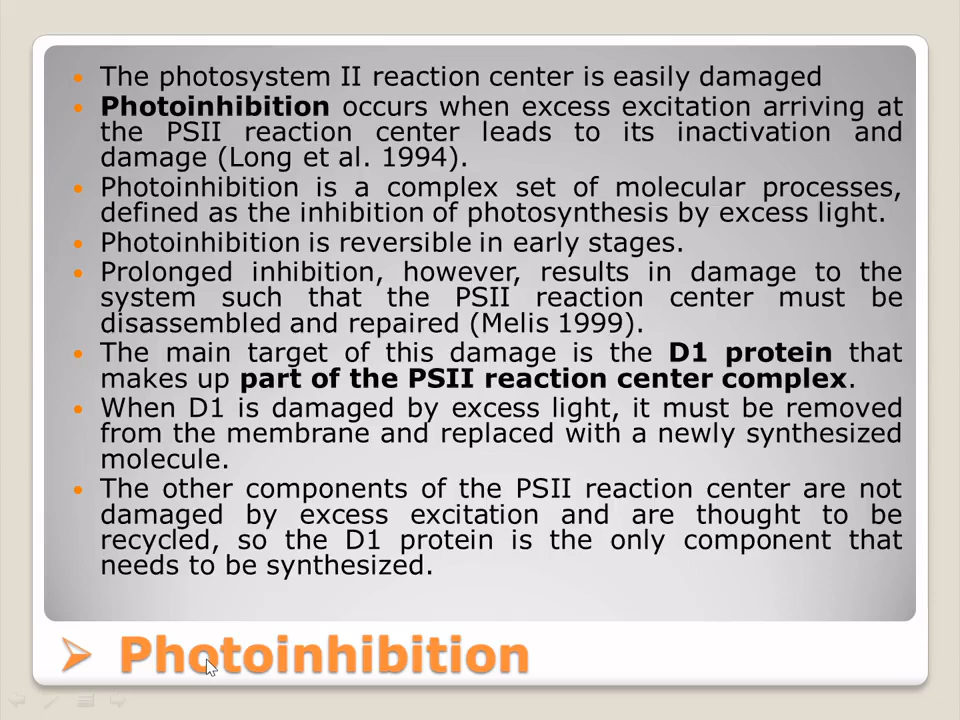 • The photosystem II reaction center is easily damaged
• Photoinhibition occurs when excess excitation arriving at
the PSII reaction center leads to its inactivation and
damage (Long et al. 1994).
• Photoinhibition is a complex set of molecular processes,
defined as the inhibition of photosynthesis by excess light.
• Photoinhibition is reversible in early stages.
• Prolonged inhibition, however, results in damage to the
system such that the PSII reaction center must be
disassembled and repaired (Melis 1999).
• The main target of this damage is the D1 protein that
makes up part of the PSII reaction center complex.
• When D1 is damaged by excess light, it must be removed
from the membrane and replaced with a newly synthesized
molecule.
• The other components of the PSII reaction center are not
damaged by excess excitation and are thought to be
recycled, so the D1 protein is the only component that
needs to be synthesized.
➢ Photoinhibition